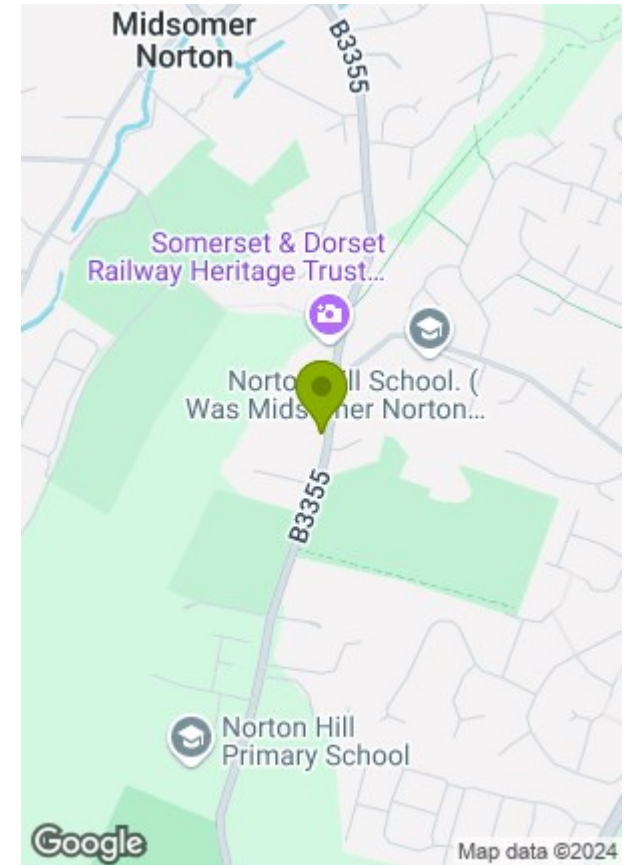 Midsomer
Norton
B3355
Somerset & Dorset
Railway Heritage Trust...
Hill School. (
Was Midsomer Norton...
B3355
Norton Hill
Primary School
Google
Map data ©2024